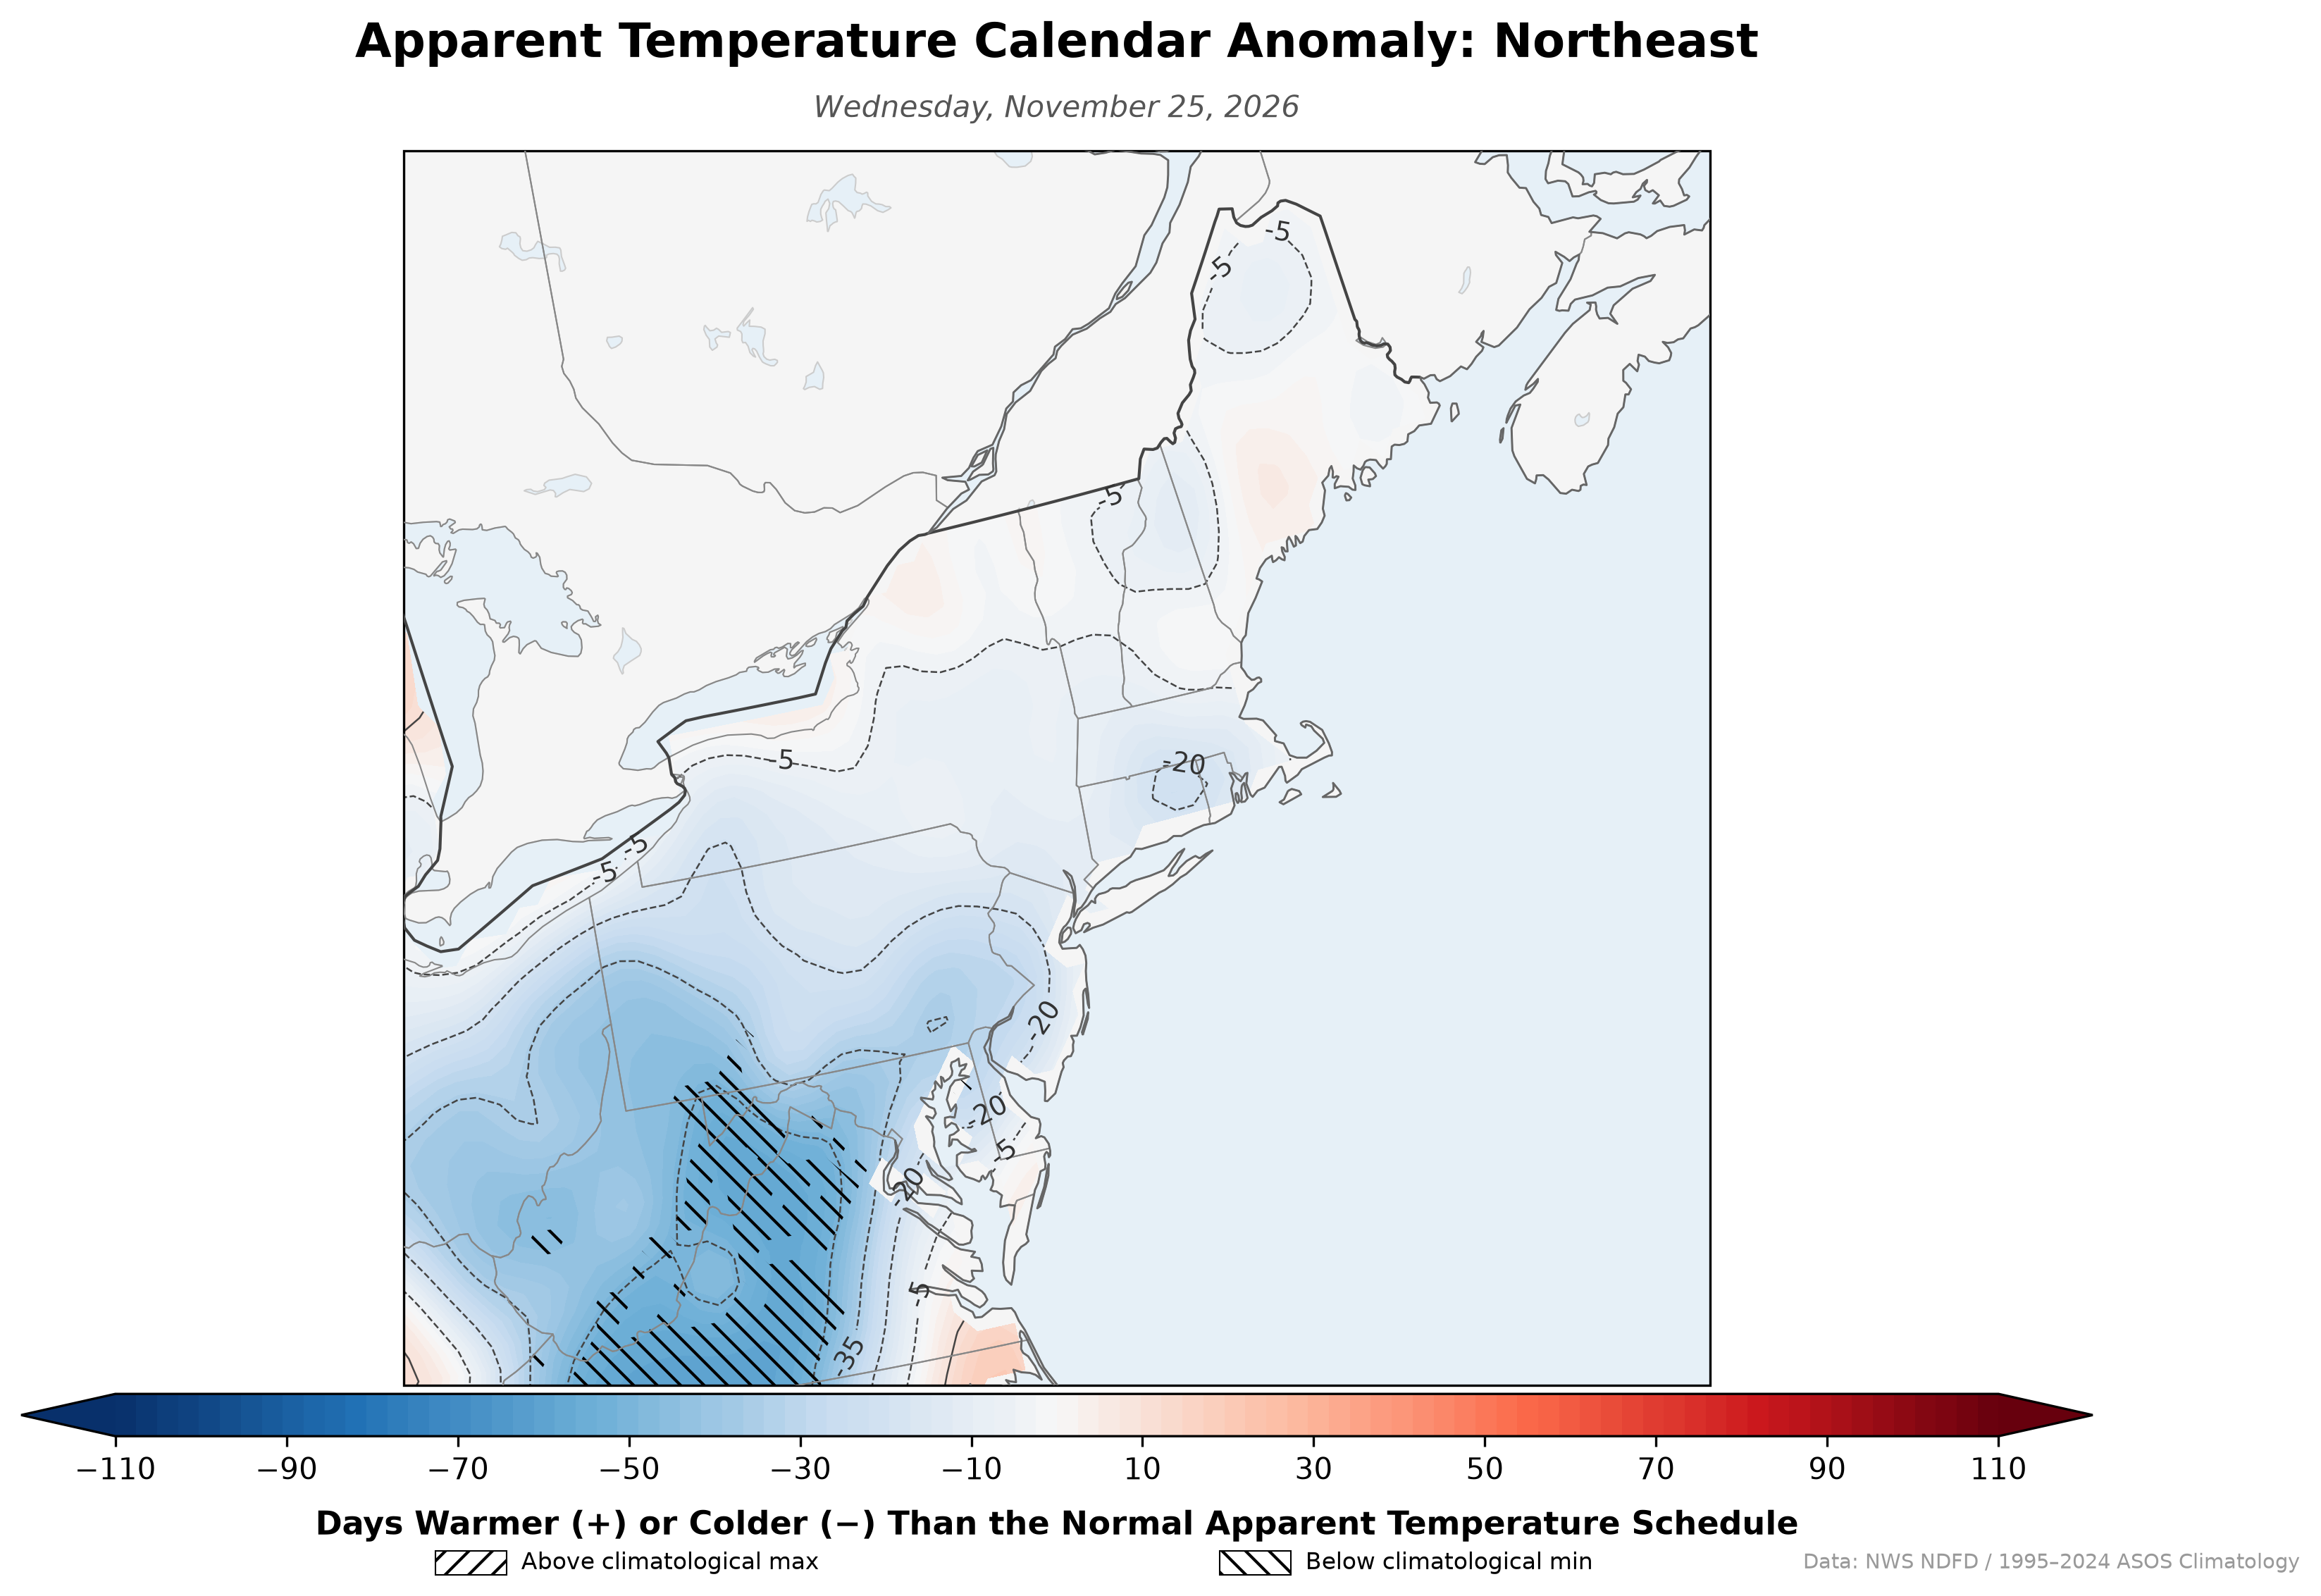 Apparent Temperature Calendar Anomaly: Northeast
Wednesday, November 25, 2026
-5
-5
-5
-5
-20
-5
-5
-20
-20
-5
-20
-5
-35
−110 −90 −70 −50 −30 −10 10 30 50 70 90 110
Days Warmer (+) or Colder (−) Than the Normal Apparent Temperature Schedule
Above climatological max Below climatological min Data: NWS NDFD / 1995–2024 ASOS Climatology